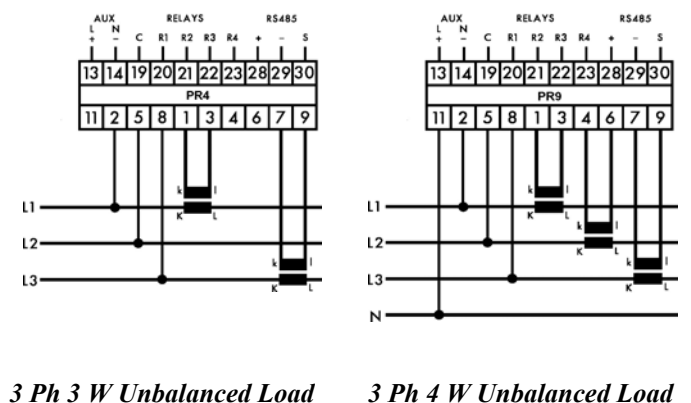 AUX RELAYS RS485
L N
+ − C R1 R2 R3 R4 + − S
13 14 19 20 21 22 23 28 29 30
PR4
11 2 5 8 1 3 4 6 7 9
k l
L1
K L
L2
k l
L3
K L
3 Ph 3 W Unbalanced Load
AUX RELAYS RS485
L N
+ − C R1 R2 R3 R4 + − S
13 14 19 20 21 22 23 28 29 30
PR9
11 2 5 8 1 3 4 6 7 9
k l
L1
K L
k l
L2
K L
k l
L3
K L
N
3 Ph 4 W Unbalanced Load